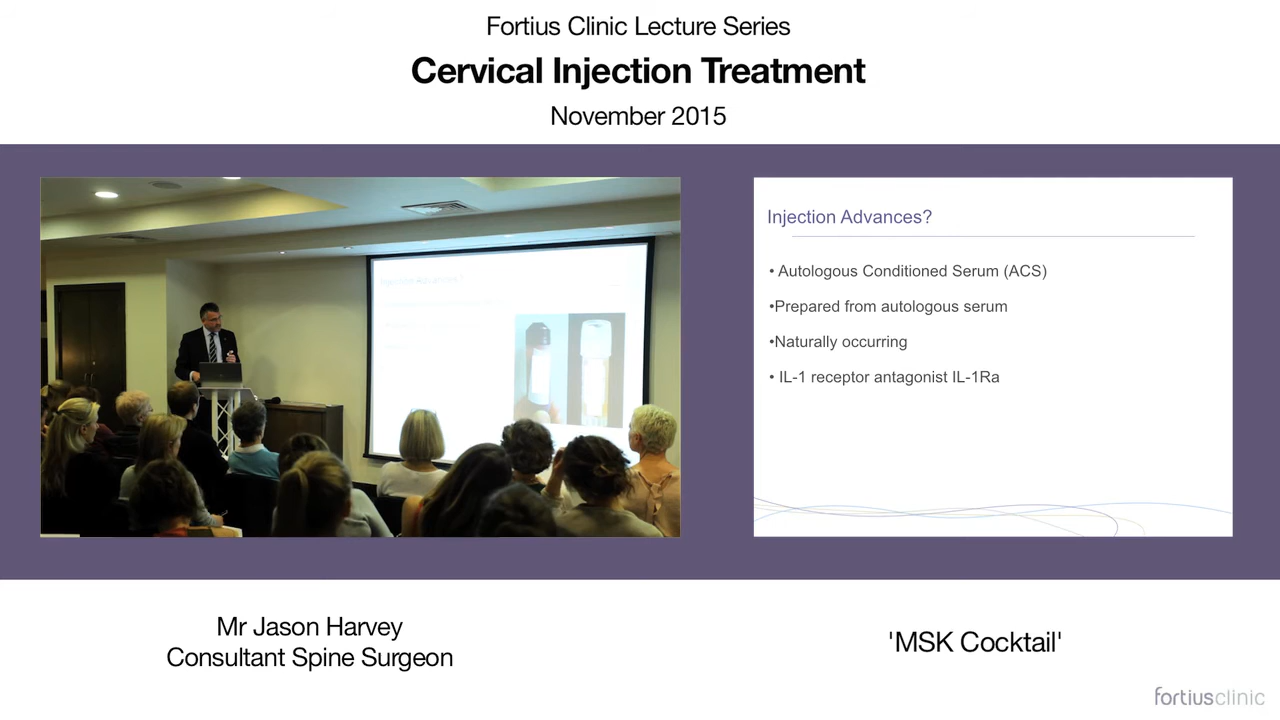 Fortius Clinic Lecture Series
Cervical Injection Treatment
November 2015
Injection Advances?
• Autologous Conditioned Serum (ACS)
•Prepared from autologous serum
•Naturally occurring
• IL-1 receptor antagonist IL-1Ra
Mr Jason Harvey
Consultant Spine Surgeon
'MSK Cocktail'
fortiusclinic